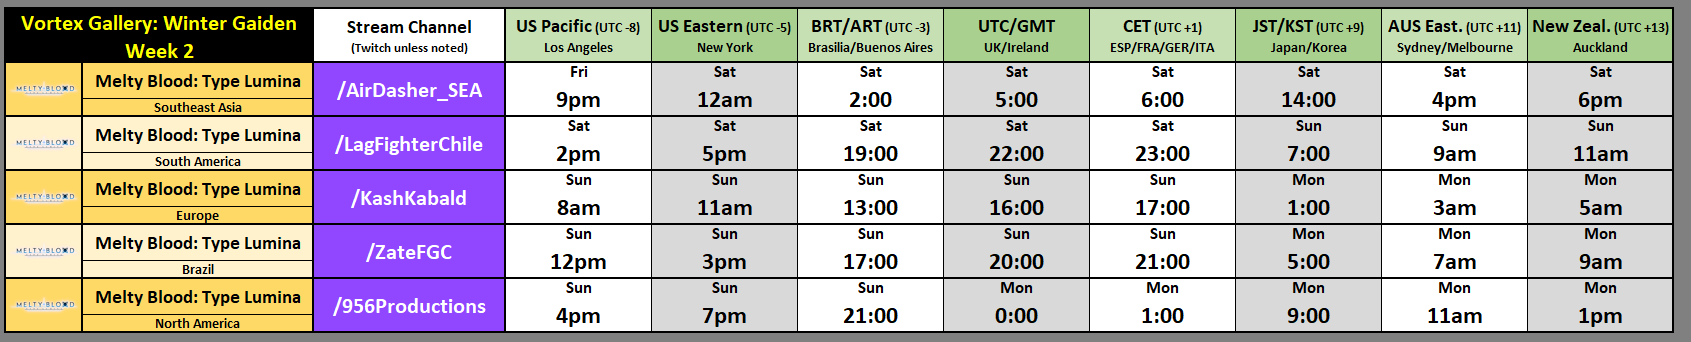 Vortex Gallery: Winter Gaiden
Week 2
Stream Channel
(Twitch unless noted)
US Pacific (UTC -8)
Los Angeles
US Eastern (UTC -5)
New York
BRT/ART (UTC -3)
Brasilia/Buenos Aires
UTC/GMT
UK/Ireland
CET (UTC +1)
ESP/FRA/GER/ITA
JST/KST (UTC +9)
Japan/Korea
AUS East. (UTC +11)
Sydney/Melbourne
New Zeal. (UTC +13)
Auckland
MELTY BLOOD
Melty Blood: Type Lumina
Southeast Asia
/AirDasher_SEA
Fri Sat Sat Sat Sat Sat Sat Sat
9pm 12am 2:00 5:00 6:00 14:00 4pm 6pm
MELTY BLOOD
Melty Blood: Type Lumina
South America
/LagFighterChile
Sat Sat Sat Sat Sat Sun Sun Sun
2pm 5pm 19:00 22:00 23:00 7:00 9am 11am
MELTY BLOOD
Melty Blood: Type Lumina
Europe
/KashKabald
Sun Sun Sun Sun Sun Mon Mon Mon
8am 11am 13:00 16:00 17:00 1:00 3am 5am
MELTY BLOOD
Melty Blood: Type Lumina
Brazil
/ZateFGC
Sun Sun Sun Sun Sun Mon Mon Mon
12pm 3pm 17:00 20:00 21:00 5:00 7am 9am
MELTY BLOOD
Melty Blood: Type Lumina
North America
/956Productions
Sun Sun Sun Mon Mon Mon Mon Mon
4pm 7pm 21:00 0:00 1:00 9:00 11am 1pm